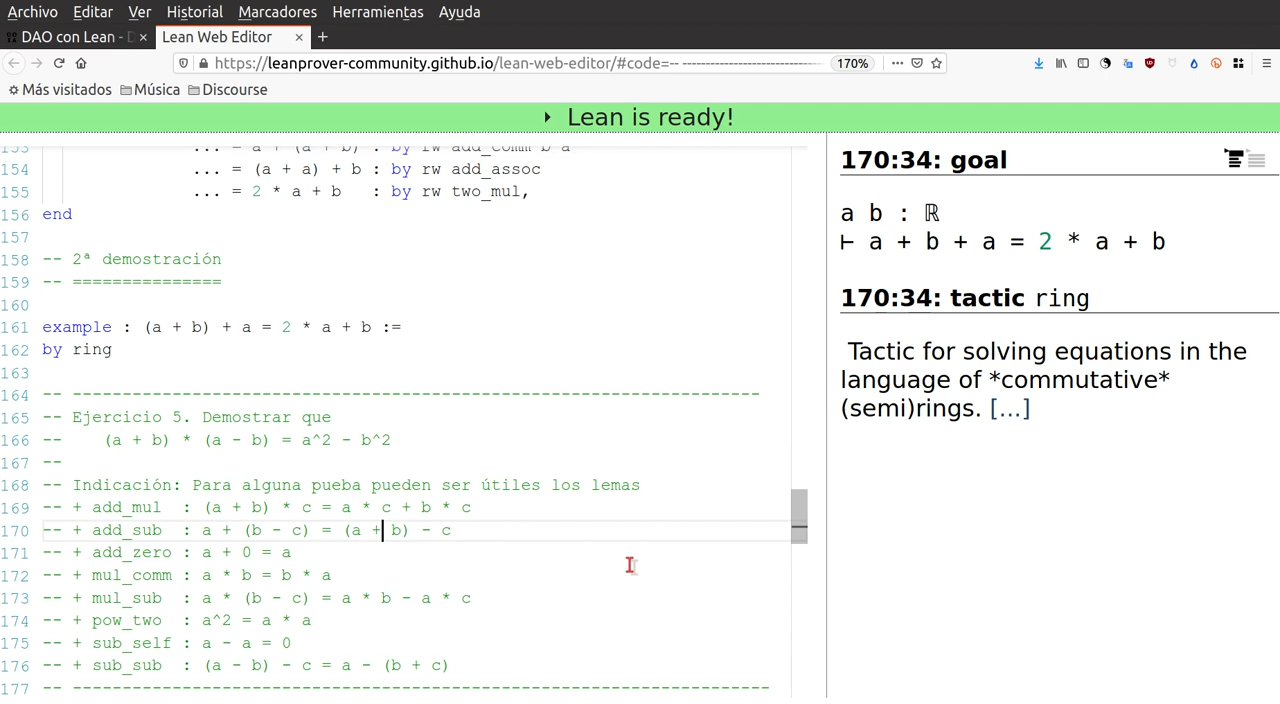 Archivo Editar Ver Historial Marcadores Herramientas Ayuda
DAO con Lean - D × Lean Web Editor × +
https://leanprover-community.github.io/lean-web-editor/#code=-- ------------------------------ 170% ···
Más visitados Música Discourse
Lean is ready!
153 ... = a + (a + b) : by rw add_comm b a
154 ... = (a + a) + b : by rw add_assoc
155 ... = 2 * a + b : by rw two_mul,
156 end
157
158 -- 2ª demostración
159 -- ===============
160
161 example : (a + b) + a = 2 * a + b :=
162 by ring
163
164 -- ---------------------------------------------------------------------
165 -- Ejercicio 5. Demostrar que
166 -- (a + b) * (a - b) = a^2 - b^2
167 --
168 -- Indicación: Para alguna pueba pueden ser útiles los lemas
169 -- + add_mul : (a + b) * c = a * c + b * c
170 -- + add_sub : a + (b - c) = (a + b) - c
171 -- + add_zero : a + 0 = a
172 -- + mul_comm : a * b = b * a
173 -- + mul_sub : a * (b - c) = a * b - a * c
174 -- + pow_two : a^2 = a * a
175 -- + sub_self : a - a = 0
176 -- + sub_sub : (a - b) - c = a - (b + c)
177 -- ----------------------------------------------------------------------
170:34: goal
a b : ℝ
⊢ a + b + a = 2 * a + b
170:34: tactic ring
Tactic for solving equations in the
language of *commutative*
(semi)rings. [...]